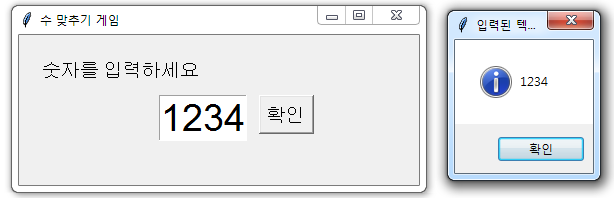 수 맞추기 게임
숫자를 입력하세요
1234
확인
입력된 텍...
1234
확인